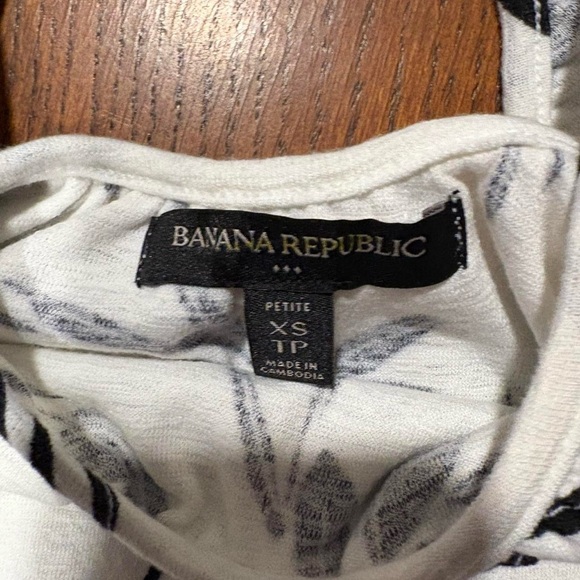 BANANA REPUBLIC
PETITE
XS
TP
MADE IN
CAMBODIA